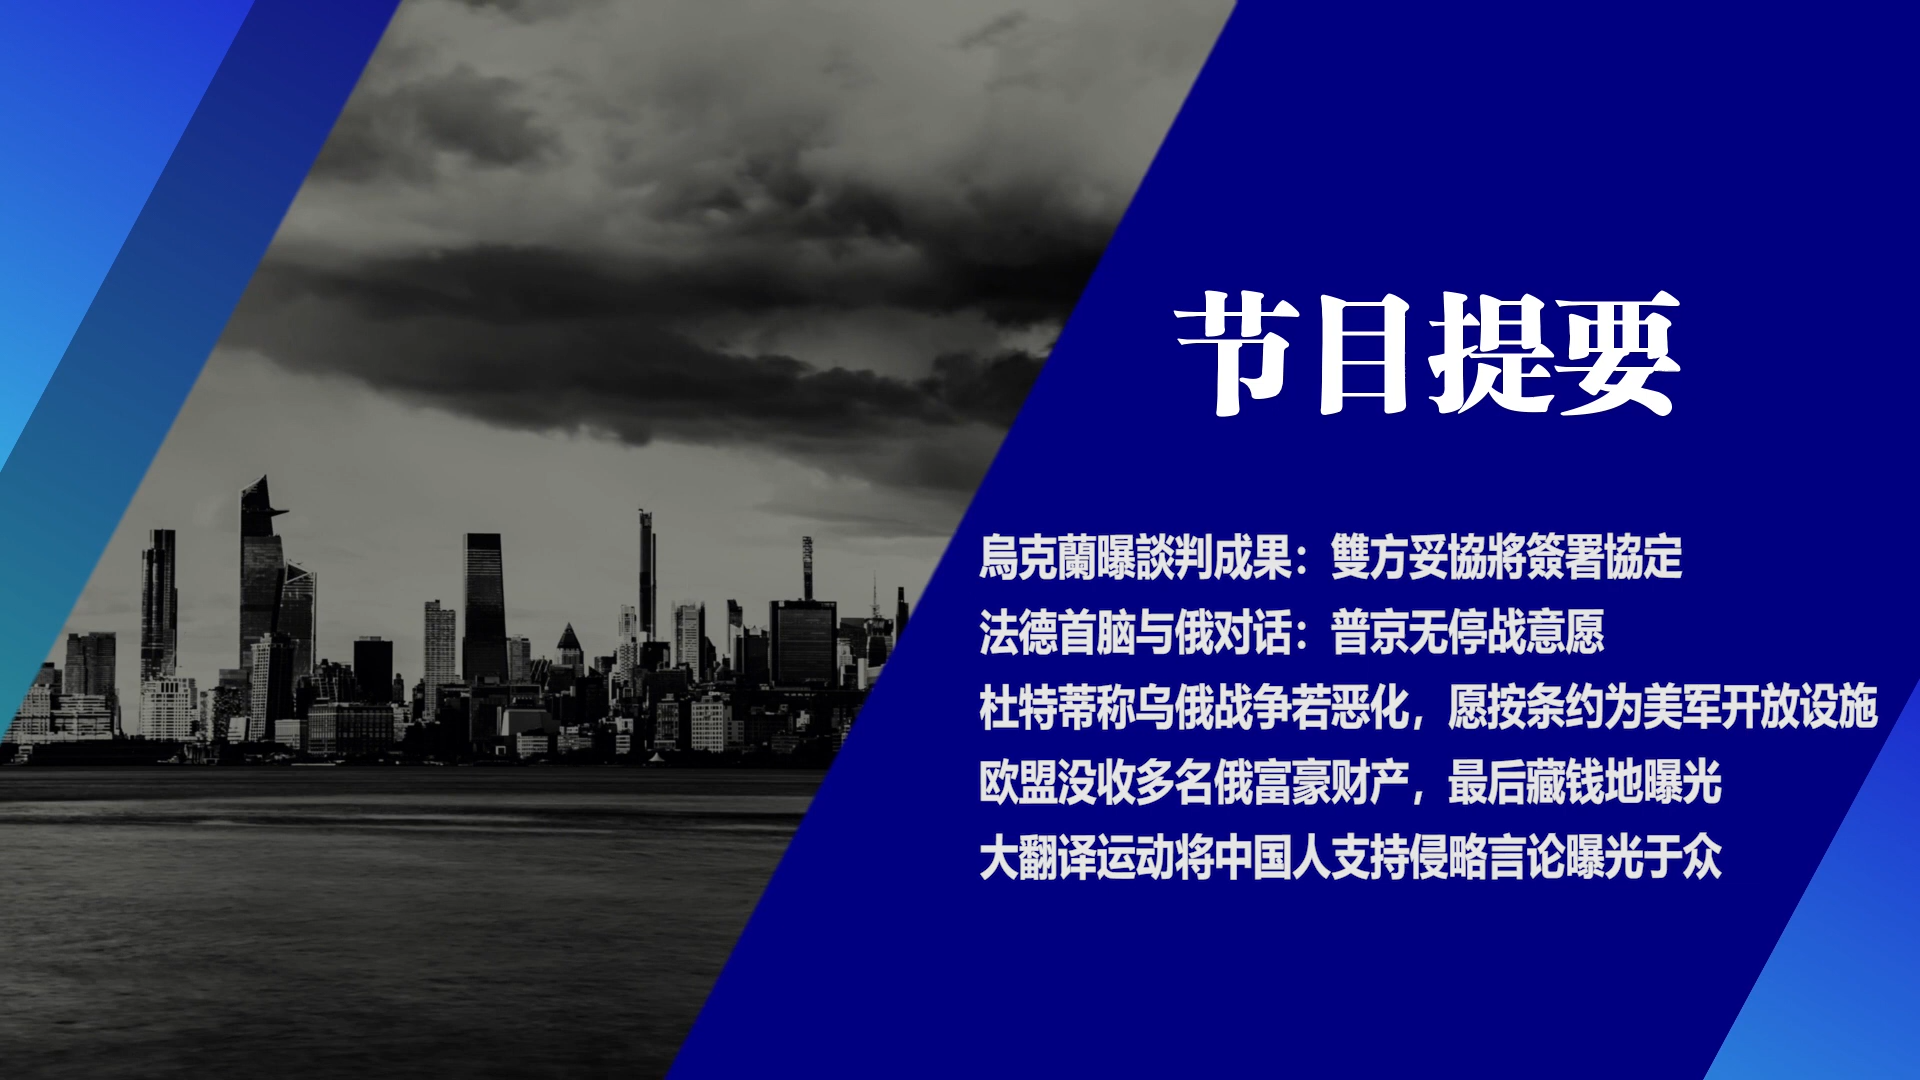 节目提要
烏克蘭曝談判成果：雙方妥協將簽署協定
法德首脑与俄对话：普京无停战意愿
杜特蒂称乌俄战争若恶化，愿按条约为美军开放设施
欧盟没收多名俄富豪财产，最后藏钱地曝光
大翻译运动将中国人支持侵略言论曝光于众